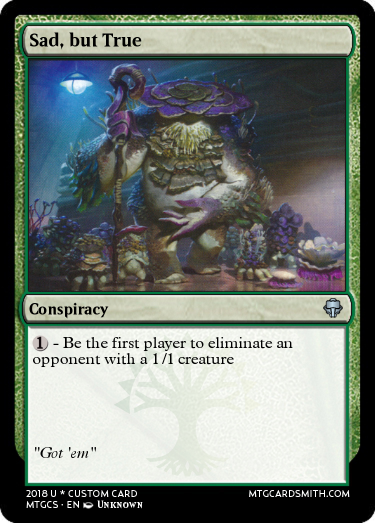 Sad, but True
Conspiracy
1 - Be the first player to eliminate an
opponent with a 1/1 creature
"Got 'em"
2018 U * CUSTOM CARD
MTGCS • EN Unknown
MTGCARDSMITH.COM